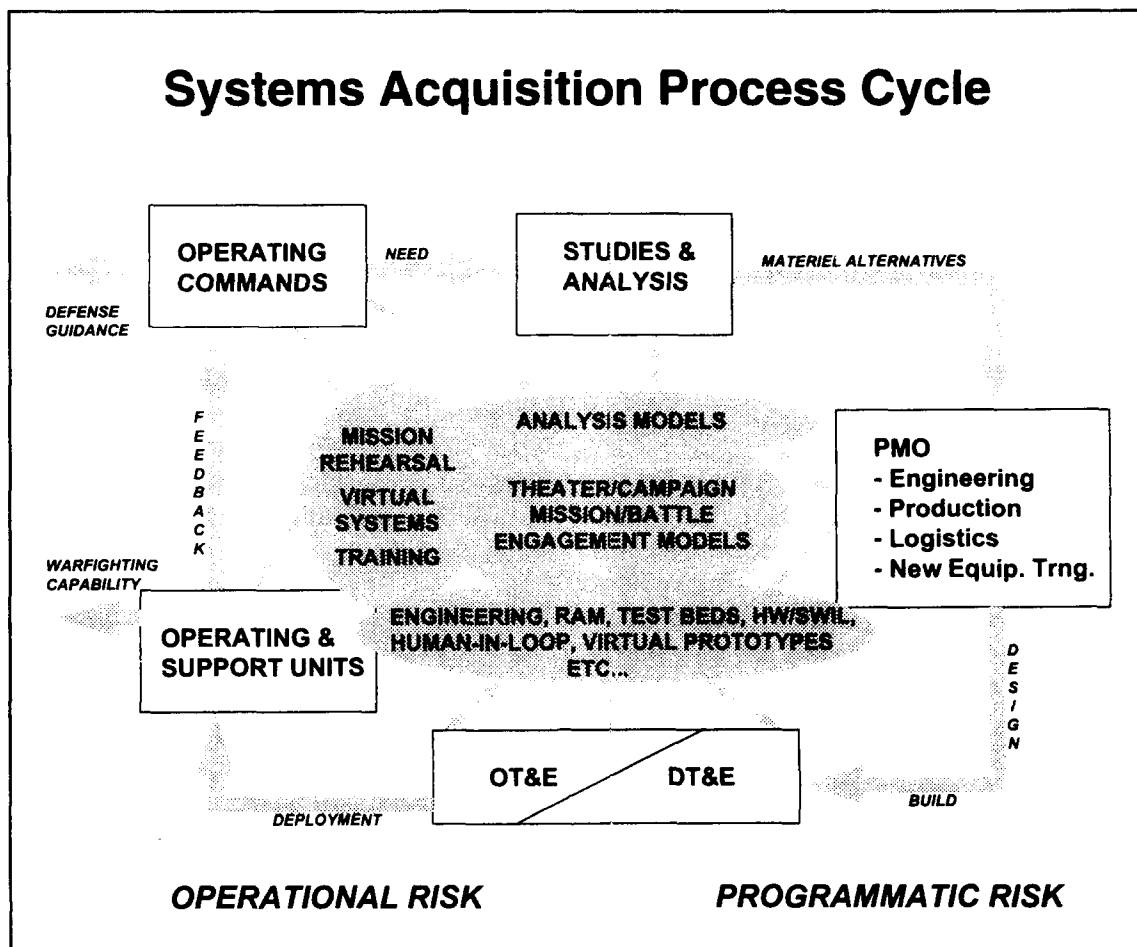 Systems Acquisition Process Cycle
OPERATING
COMMANDS
NEED
STUDIES &
ANALYSIS
MATERIEL ALTERNATIVES
DEFENSE
GUIDANCE
FEEDBACK
MISSION
REHEARSAL
VIRTUAL
SYSTEMS
TRAINING
ANALYSIS MODELS
THEATER/CAMPAIGN
MISSION/BATTLE
ENGAGEMENT MODELS
PMO
- Engineering
- Production
- Logistics
- New Equip. Trng.
WARFIGHTING
CAPABILITY
OPERATING &
SUPPORT UNITS
ENGINEERING, RAM, TEST BEDS, HW/SWIL,
HUMAN-IN-LOOP, VIRTUAL PROTOTYPES
ETC...
DESIGN
OT&E
DT&E
DEPLOYMENT
BUILD
OPERATIONAL RISK
PROGRAMMATIC RISK